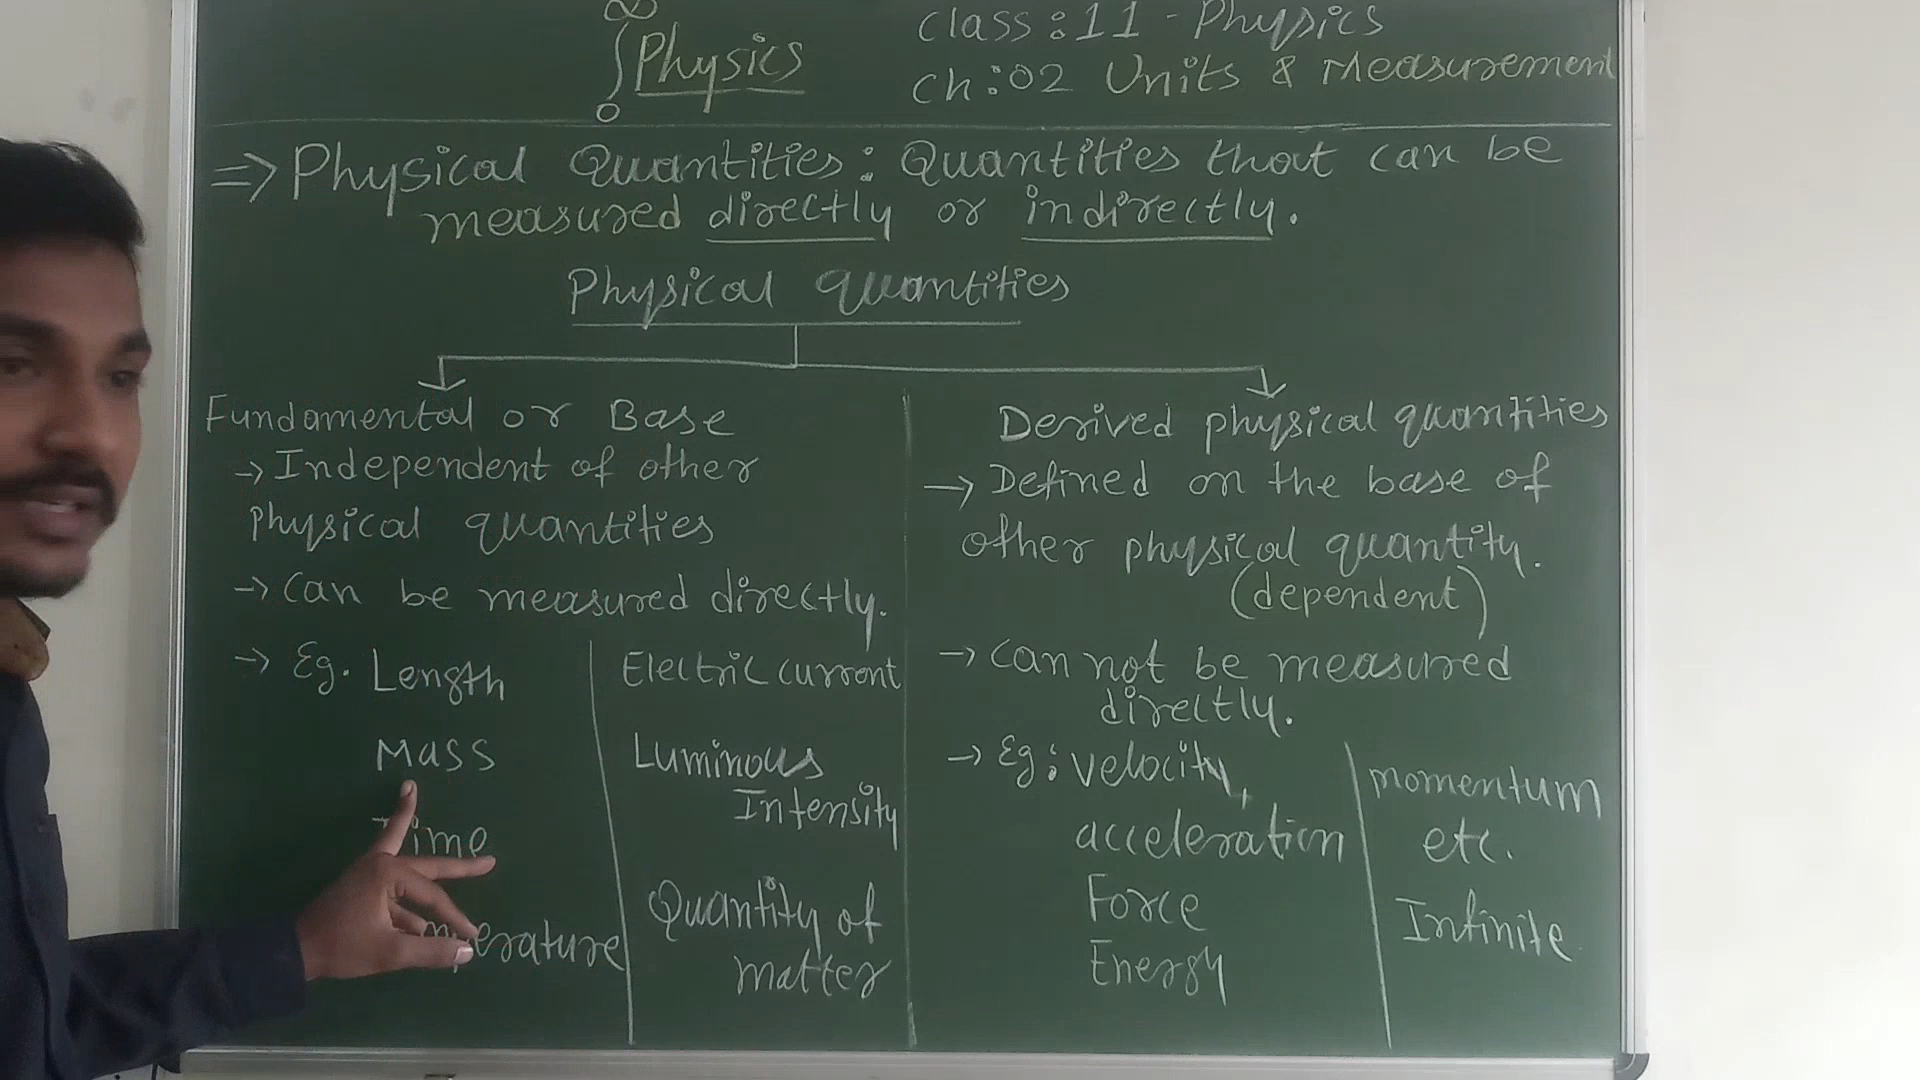 ∞
∫Physics
0
Class:11 - Physics
Ch:02 Units & Measurement
⇒ Physical Quantities: Quantities that can be
measured directly or indirectly.
Physical quantities
Fundamental or Base
→ Independent of other
physical quantities
→ Can be measured directly.
→ Eg. Length
Mass
Time
Electric current
Luminous
Intensity
Quantity of
matter
Derived physical quantities
→ Defined on the base of
other physical quantity.
(dependent)
→ Can not be measured
directly.
→ Eg: velocity,
acceleration
Force
Energy
momentum
etc.
Infinite